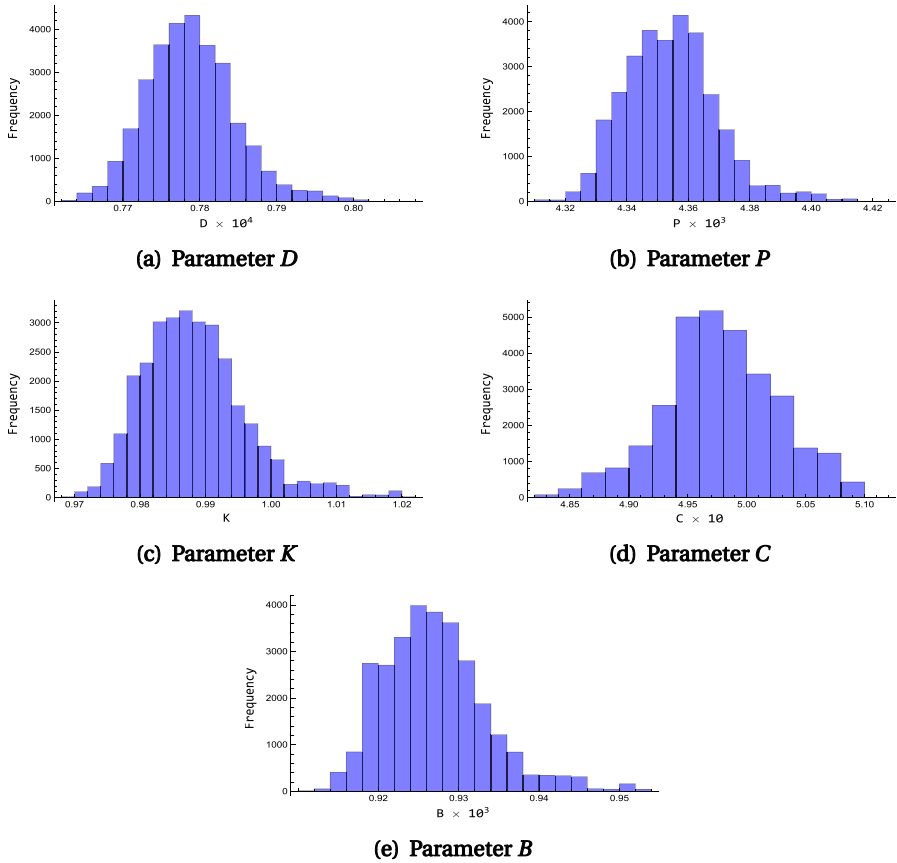 4000
3000
2000
1000
0
Frequency
0.77 0.78 0.79 0.80
D × 10⁴
(a) Parameter D
4000
3000
2000
1000
0
Frequency
4.32 4.34 4.36 4.38 4.40 4.42
P × 10³
(b) Parameter P
3000
2500
2000
1500
1000
500
0
Frequency
0.97 0.98 0.99 1.00 1.01 1.02
K
(c) Parameter K
5000
4000
3000
2000
1000
0
Frequency
4.85 4.90 4.95 5.00 5.05 5.10
C × 10
(d) Parameter C
4000
3000
2000
1000
0
Frequency
0.92 0.93 0.94 0.95
B × 10³
(e) Parameter B